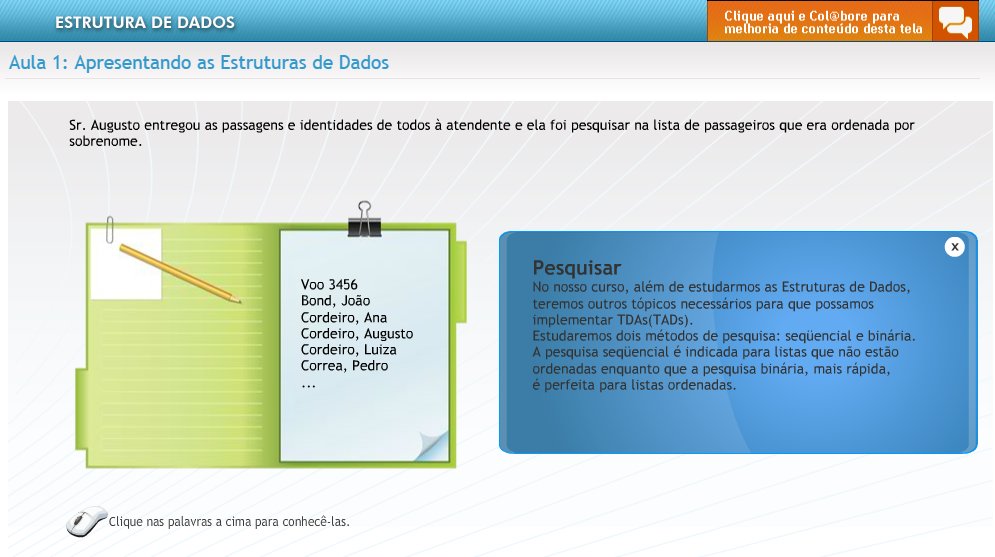 ESTRUTURA DE DADOS
Clique aqui e Col@bore para
melhoria de conteúdo desta tela
Aula 1: Apresentando as Estruturas de Dados
Sr. Augusto entregou as passagens e identidades de todos à atendente e ela foi pesquisar na lista de passageiros que era ordenada por
sobrenome.
Voo 3456
Bond, João
Cordeiro, Ana
Cordeiro, Augusto
Cordeiro, Luiza
Correa, Pedro
...
X
Pesquisar
No nosso curso, além de estudarmos as Estruturas de Dados,
teremos outros tópicos necessários para que possamos
implementar TDAs(TADs).
Estudaremos dois métodos de pesquisa: seqüencial e binária.
A pesquisa seqüencial é indicada para listas que não estão
ordenadas enquanto que a pesquisa binária, mais rápida,
é perfeita para listas ordenadas.
Clique nas palavras a cima para conhecê-las.